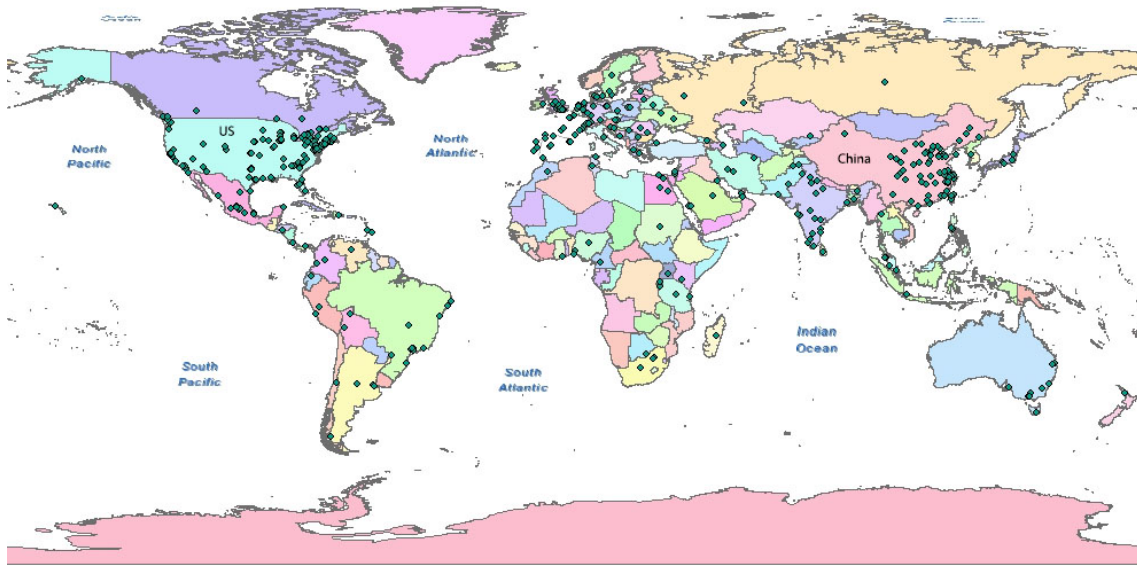 US
North
Pacific
North
Atlantic
China
Indian
Ocean
South
Pacific
South
Atlantic